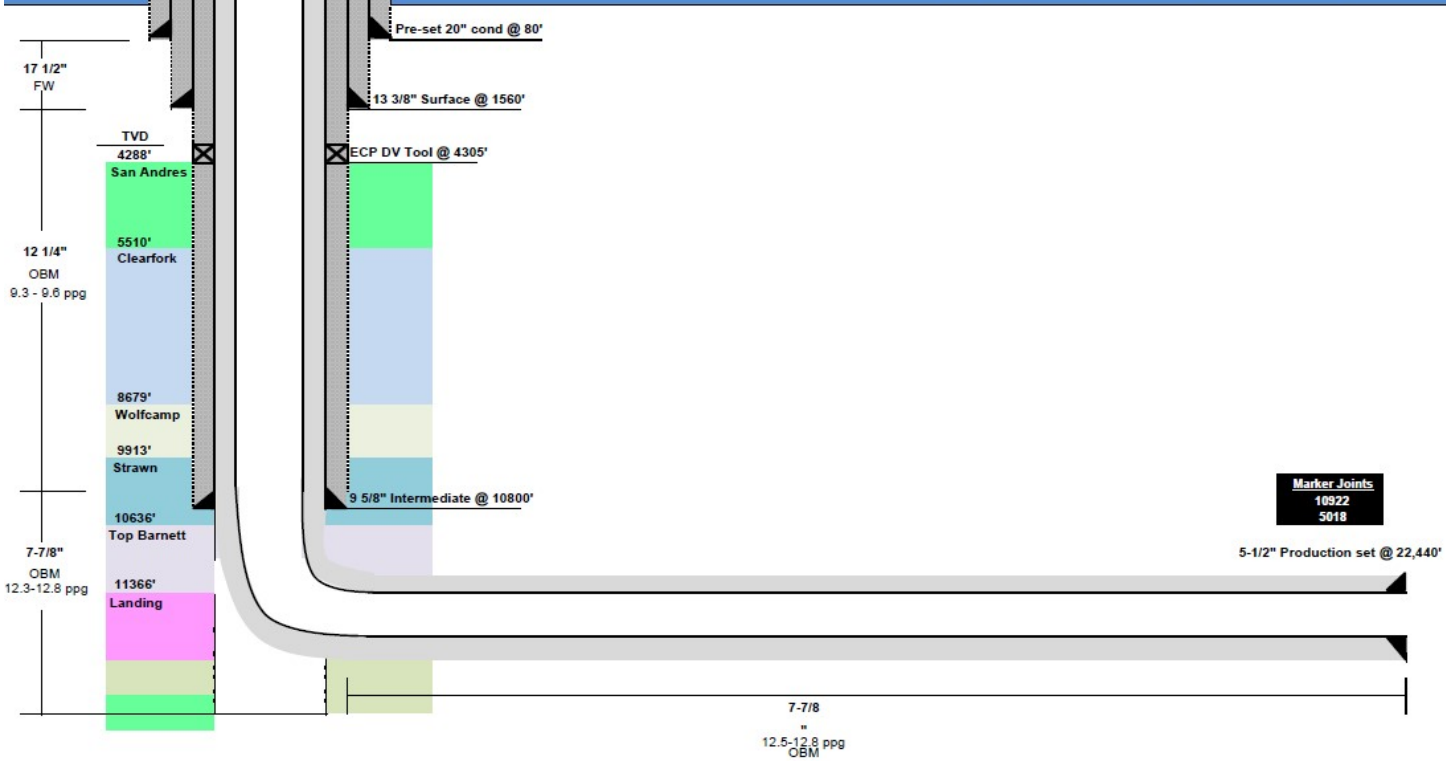 Pre-set 20" cond @ 80'
17 1/2"
FW
13 3/8" Surface @ 1560'
TVD
4288'
ECP DV Tool @ 4305'
San Andres
5510'
Clearfork
12 1/4"
OBM
9.3 - 9.6 ppg
8679'
Wolfcamp
9913'
Strawn
9 5/8" Intermediate @ 10800'
10636'
Top Barnett
7-7/8"
OBM
12.3-12.8 ppg
11366'
Landing
Marker Joints
10922
5018
5-1/2" Production set @ 22,440'
7-7/8
"
12.5-12.8 ppg
OBM